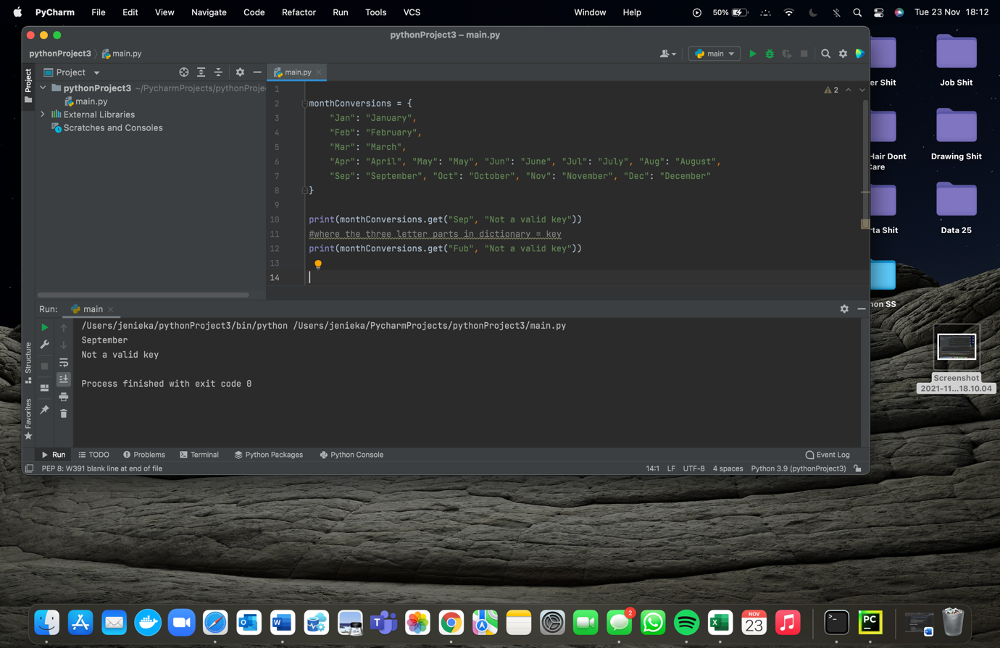 PyCharm File Edit View Navigate Code Refactor Run Tools VCS Window Help 50% Tue 23 Nov 18:12
pythonProject3 – main.py
pythonProject3 main.py main
Project main.py
Project
1
2 monthConversions = {
3 "Jan": "January",
4 "Feb": "February",
5 "Mar": "March",
6 "Apr": "April", "May": "May", "Jun": "June", "Jul": "July", "Aug": "August",
7 "Sep": "September", "Oct": "October", "Nov": "November", "Dec": "December"
8 }
9
10 print(monthConversions.get("Sep", "Not a valid key"))
11 #where the three letter parts in dictionary = key
12 print(monthConversions.get("Fub", "Not a valid key"))
13
14
2
pythonProject3 ~/PycharmProjects/pythonProje
main.py
External Libraries
Scratches and Consoles
Run: main
/Users/jenieka/pythonProject3/bin/python /Users/jenieka/PycharmProjects/pythonProject3/main.py
September
Not a valid key
Process finished with exit code 0
Structure
Favorites
Run TODO Problems Terminal Python Packages Python Console Event Log
PEP 8: W391 blank line at end of file 14:1 LF UTF-8 4 spaces Python 3.9 (pythonProject3)
er Shit
Job Shit
Hair Dont
Care
Drawing Shit
ta Shit
Data 25
on SS
Screenshot
2021-11...18.10.04
2
NOV
23
PC